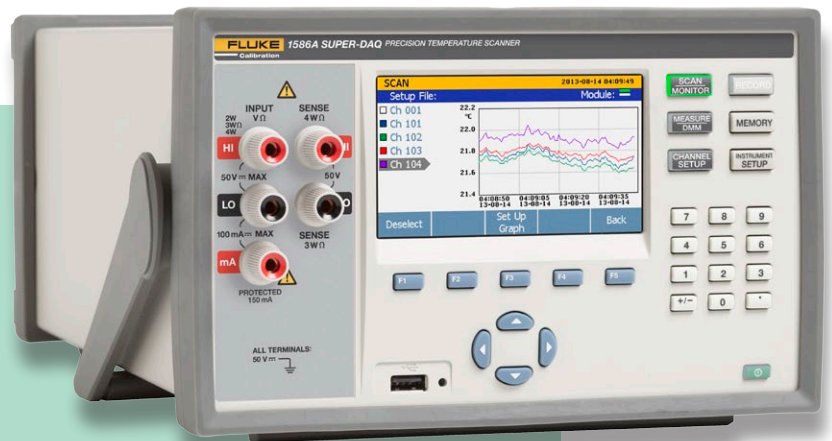 FLUKE 1586A SUPER-DAQ PRECISION TEMPERATURE SCANNER
Calibration
INPUT
VΩ
SENSE
4WΩ
2W
3WΩ
4W
HI
50V MAX
50V
LO
100mA MAX
SENSE
3WΩ
mA
PROTECTED
150 mA
ALL TERMINALS:
50 V
SCAN 2013-08-14 04:09:49
Setup File: Module:
Ch 001
Ch 101
Ch 102
Ch 103
Ch 104
22.2
°C
22.0
21.8
21.6
21.4
04:08:50 04:09:05 04:09:20 04:09:35
13-08-14 13-08-14 13-08-14 13-08-14
Deselect Set Up Graph Back
F1 F2 F3 F4 F5
SCAN MONITOR
RECORD
MEASURE DMM
MEMORY
CHANNEL SETUP
INSTRUMENT SETUP
7 8 9
4 5 6
1 2 3
+/− 0 .